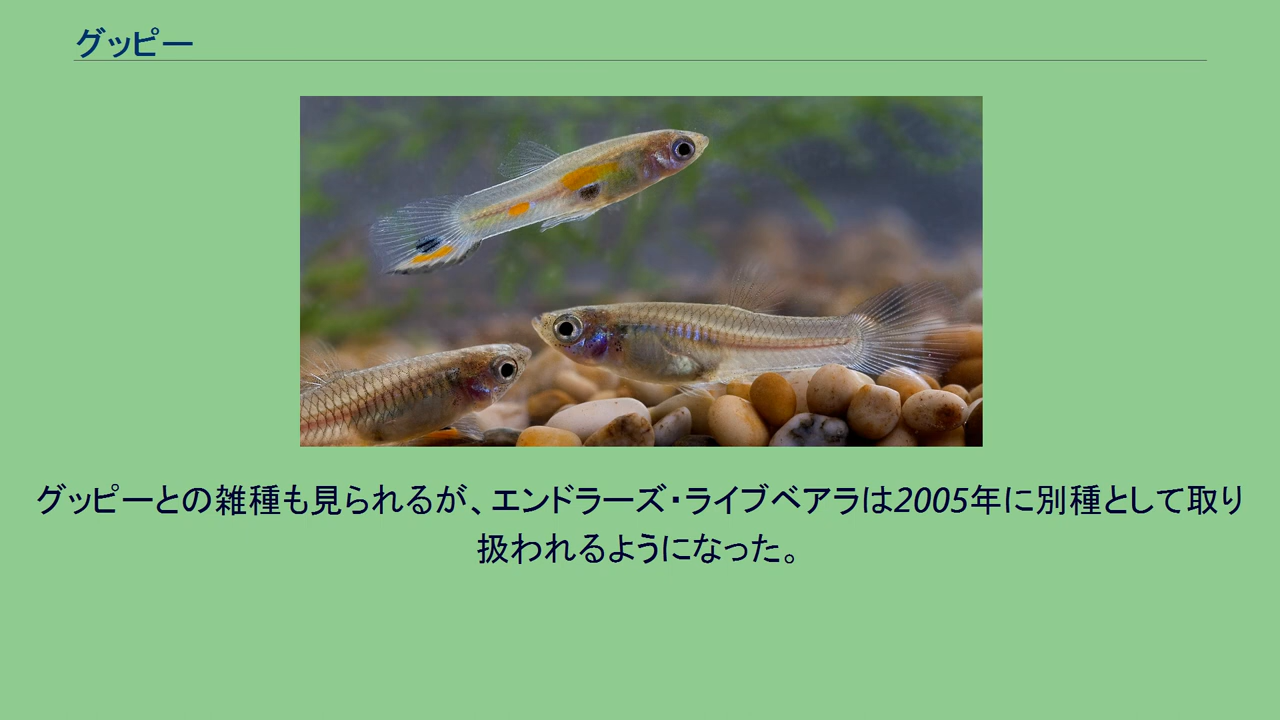 グッピー
グッピーとの雑種も見られるが、エンドラーズ・ライブベアラは2005年に別種として取り
扱われるようになった。